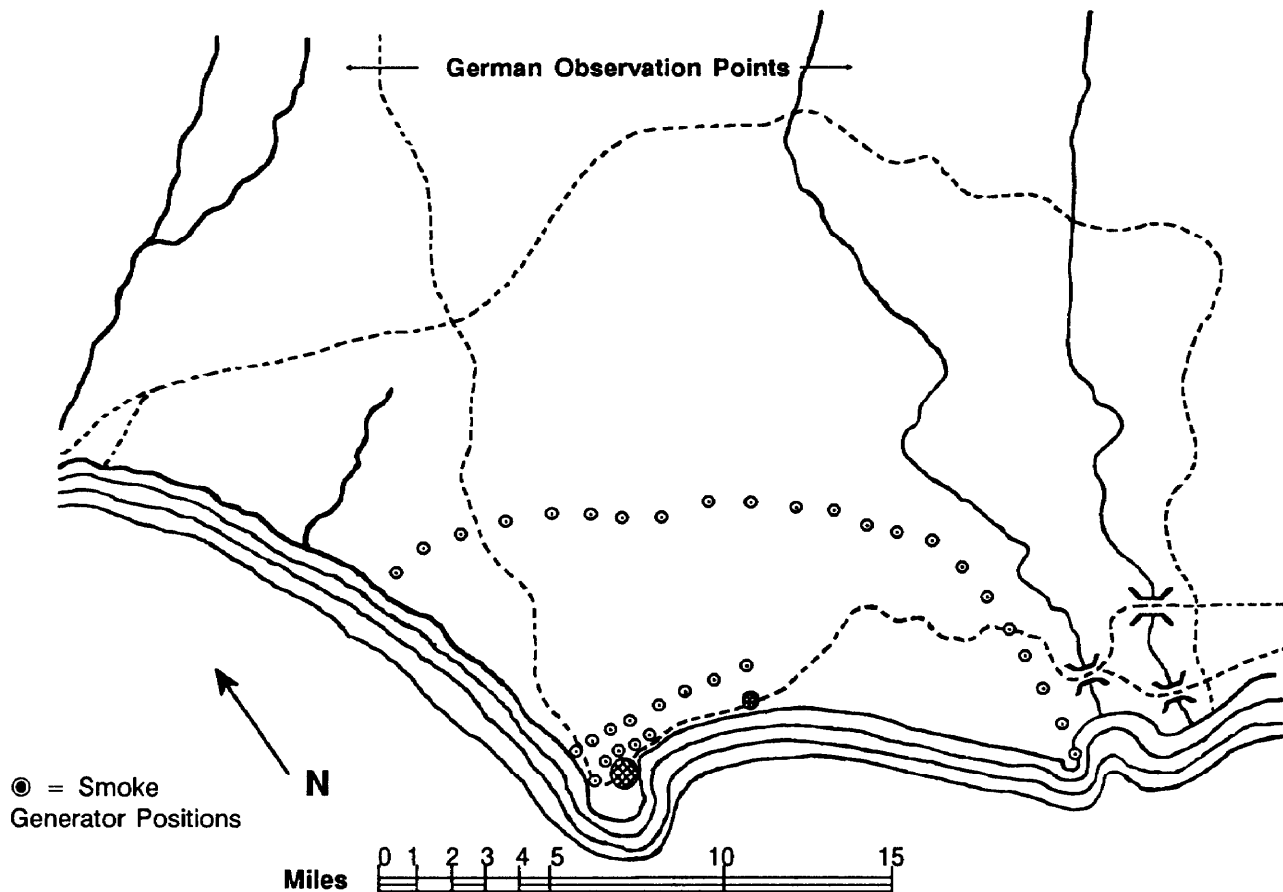 German Observation Points
N
= Smoke
Generator Positions
0 1 2 3 4 5 10 15
Miles